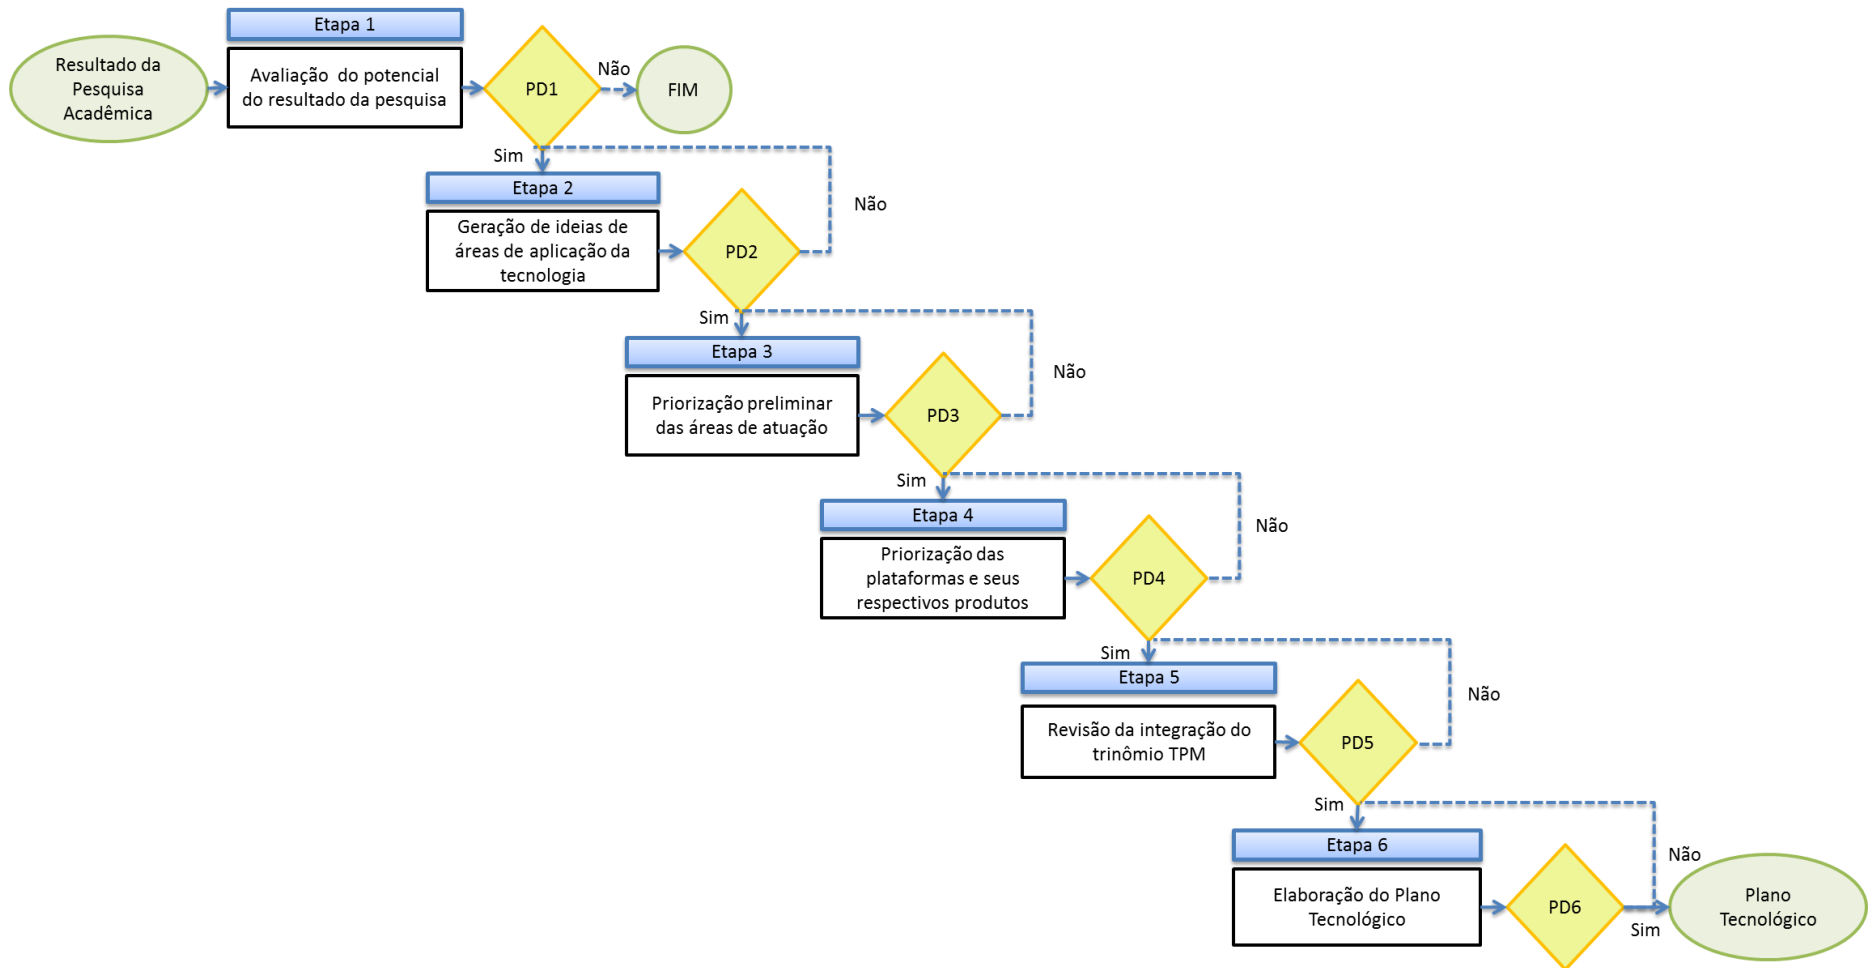 Etapa 1
Resultado da
Pesquisa
Acadêmica
Avaliação do potencial
do resultado da pesquisa
PD1
Não
FIM
Sim
Etapa 2
Geração de ideias de
áreas de aplicação da
tecnologia
PD2
Não
Sim
Etapa 3
Priorização preliminar
das áreas de atuação
PD3
Não
Sim
Etapa 4
Priorização das
plataformas e seus
respectivos produtos
PD4
Não
Sim
Etapa 5
Revisão da integração do
trinômio TPM
PD5
Não
Sim
Etapa 6
Elaboração do Plano
Tecnológico
PD6
Não
Sim
Plano
Tecnológico